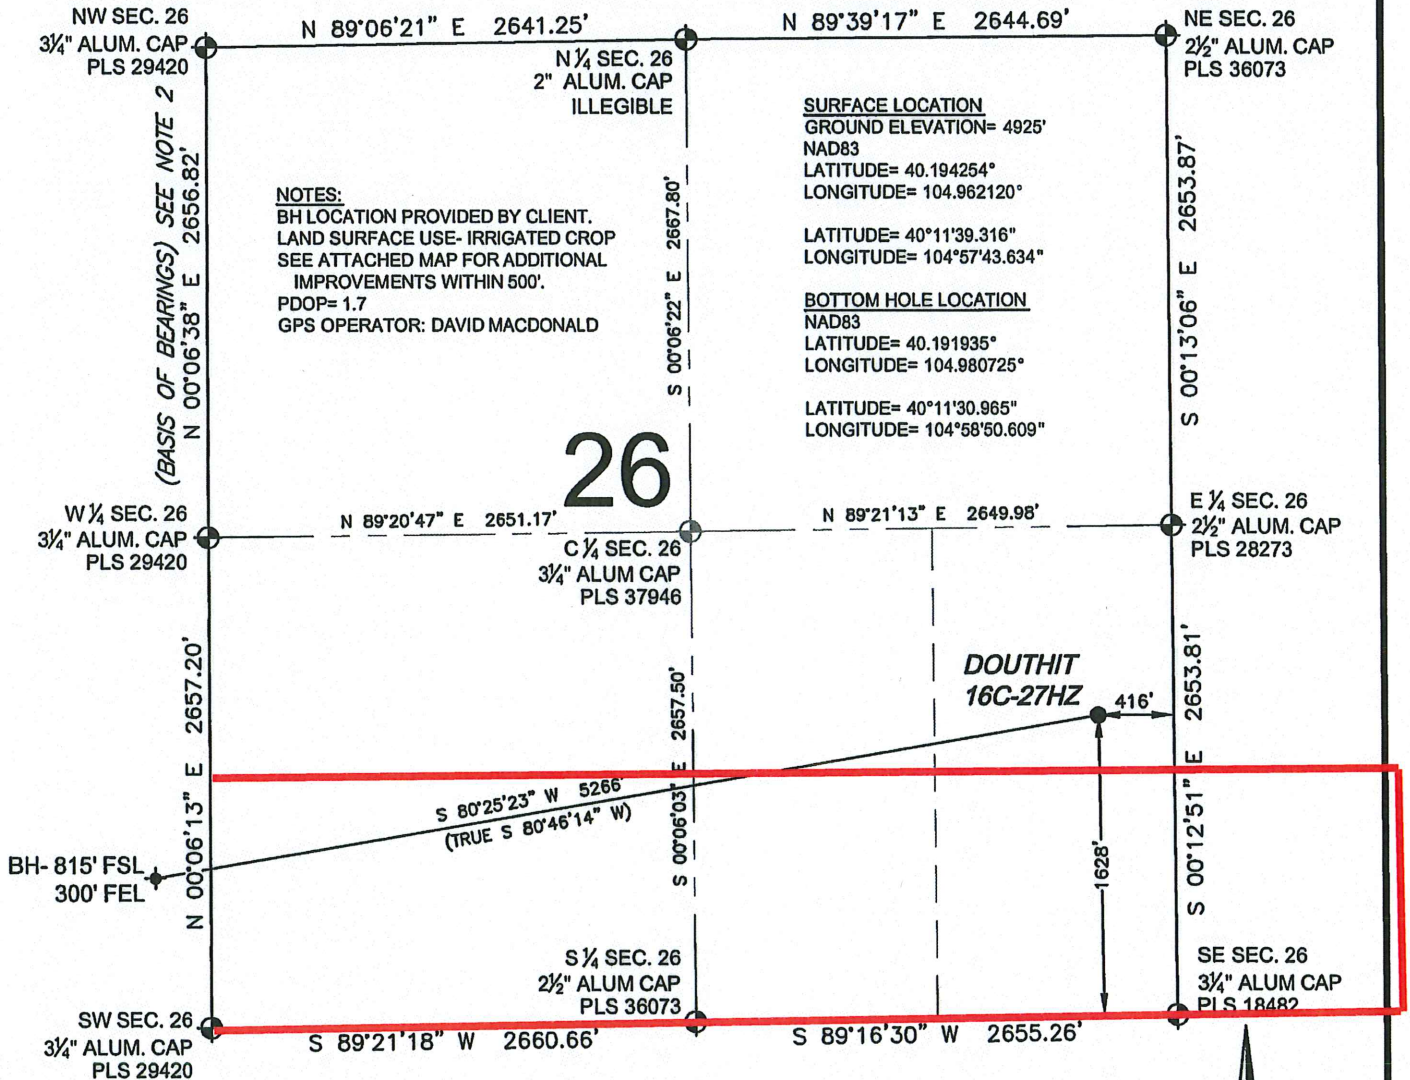 NW SEC. 26
3¼" ALUM. CAP
PLS 29420
N 89°06'21" E 2641.25'
N ¼ SEC. 26
2" ALUM. CAP
ILLEGIBLE
N 89°39'17" E 2644.69'
NE SEC. 26
2½" ALUM. CAP
PLS 36073
(BASIS OF BEARINGS) SEE NOTE 2
N 00°06'38" E 2656.82'
NOTES:
BH LOCATION PROVIDED BY CLIENT.
LAND SURFACE USE- IRRIGATED CROP
SEE ATTACHED MAP FOR ADDITIONAL
IMPROVEMENTS WITHIN 500'.
PDOP= 1.7
GPS OPERATOR: DAVID MACDONALD
S 00°06'22" E 2667.80'
SURFACE LOCATION
GROUND ELEVATION= 4925'
NAD83
LATITUDE= 40.194254°
LONGITUDE= 104.962120°
LATITUDE= 40°11'39.316"
LONGITUDE= 104°57'43.634"
BOTTOM HOLE LOCATION
NAD83
LATITUDE= 40.191935°
LONGITUDE= 104.980725°
LATITUDE= 40°11'30.965"
LONGITUDE= 104°58'50.609"
S 00°13'06" E 2653.87'
26
W ¼ SEC. 26
3¼" ALUM. CAP
PLS 29420
N 89°20'47" E 2651.17'
C ¼ SEC. 26
3¼" ALUM CAP
PLS 37946
N 89°21'13" E 2649.98'
E ¼ SEC. 26
2½" ALUM. CAP
PLS 28273
N 00°06'13" E 2657.20'
S 00°06'03" E 2657.50'
DOUTHIT
16C-27HZ
416'
S 00°12'51" E 2653.81'
S 80°25'23" W 5266'
(TRUE S 80°46'14" W)
1628'
BH- 815' FSL
300' FEL
S ¼ SEC. 26
2½" ALUM CAP
PLS 36073
SE SEC. 26
3¼" ALUM CAP
PLS 18482
SW SEC. 26
3¼" ALUM. CAP
PLS 29420
S 89°21'18" W 2660.66'
S 89°16'30" W 2655.26'